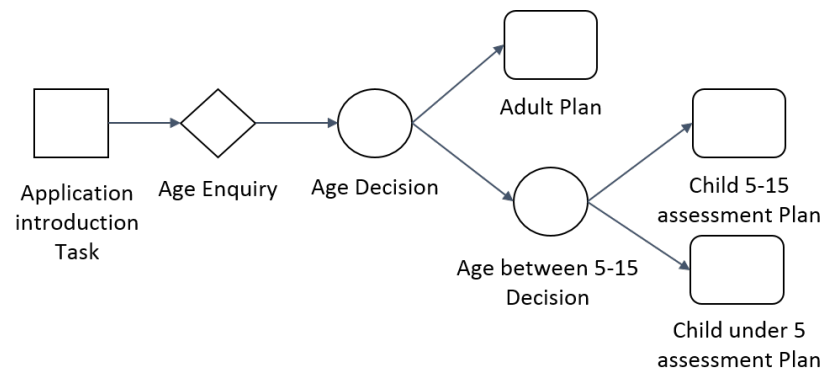 Application
introduction
Task
Age Enquiry
Age Decision
Adult Plan
Age between 5-15
Decision
Child 5-15
assessment Plan
Child under 5
assessment Plan